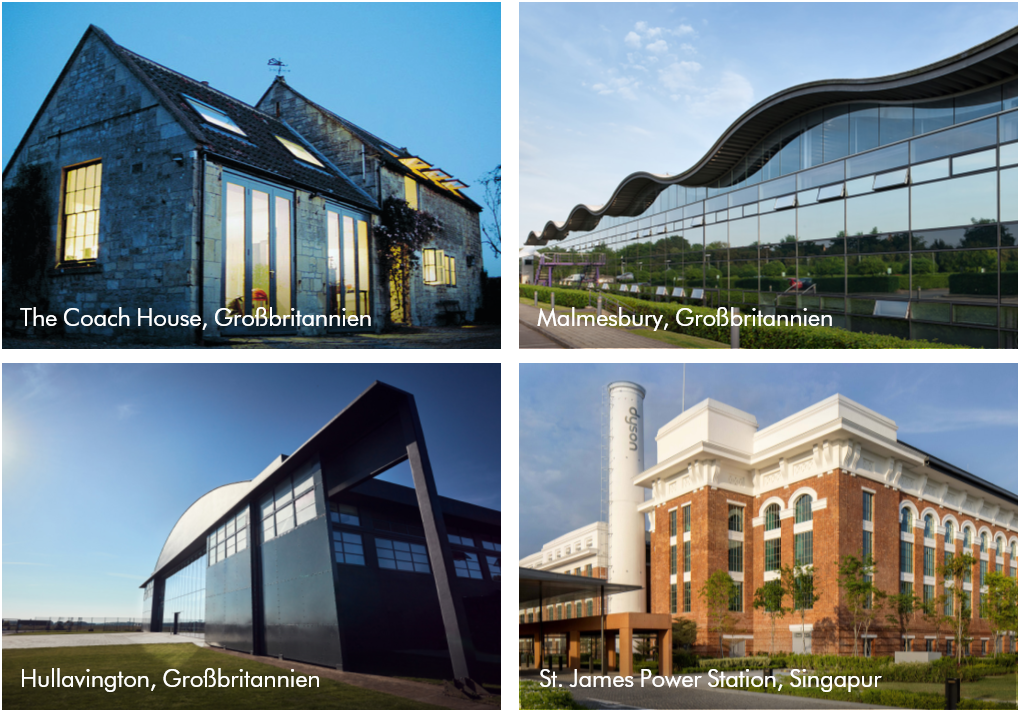 The Coach House, Großbritannien
Malmesbury, Großbritannien
dyson
Hullavington, Großbritannien
St. James Power Station, Singapur